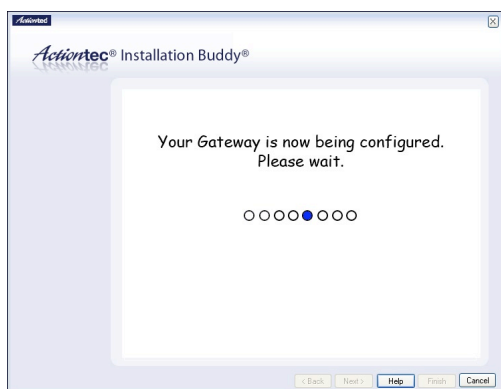 Actiontec
Actiontec® Installation Buddy®
Your Gateway is now being configured.
Please wait.
< Back Next > Help Finish Cancel